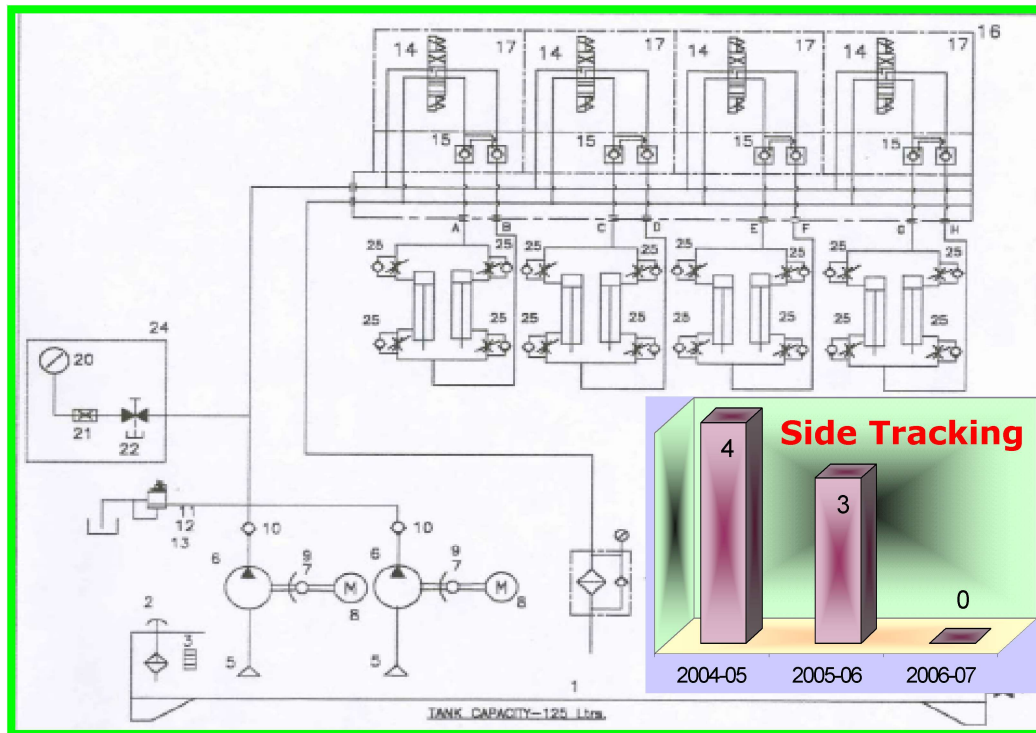 16
14 17 14 17 14 17 14 17
15 15 15 15
A B C D E F G H
25 25 25 25 25 25 25 25
25 25 25 25 25 25 25 25
24
20
21
22
Side Tracking
4
3
0
2004-05 2005-06 2006-07
11
12
13
10 10
6 6
9 9
7 7
M M
8 8
2
3
5 5
1
TANK CAPACITY-125 Ltrs.